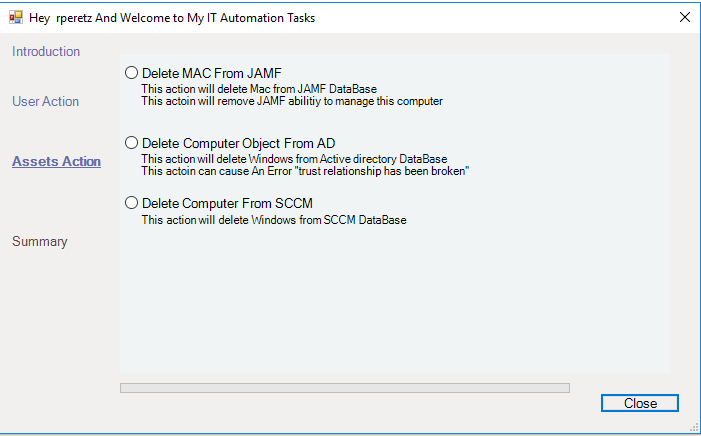 Hey rperetz And Welcome to My IT Automation Tasks
Introduction
User Action
Assets Action
Summary
Delete MAC From JAMF
This action will delete Mac from JAMF DataBase
This actoin will remove JAMF abilitiy to manage this computer
Delete Computer Object From AD
This action will delete Windows from Active directory DataBase
This actoin can cause An Error "trust relationship has been broken"
Delete Computer From SCCM
This action will delete Windows from SCCM DataBase
Close